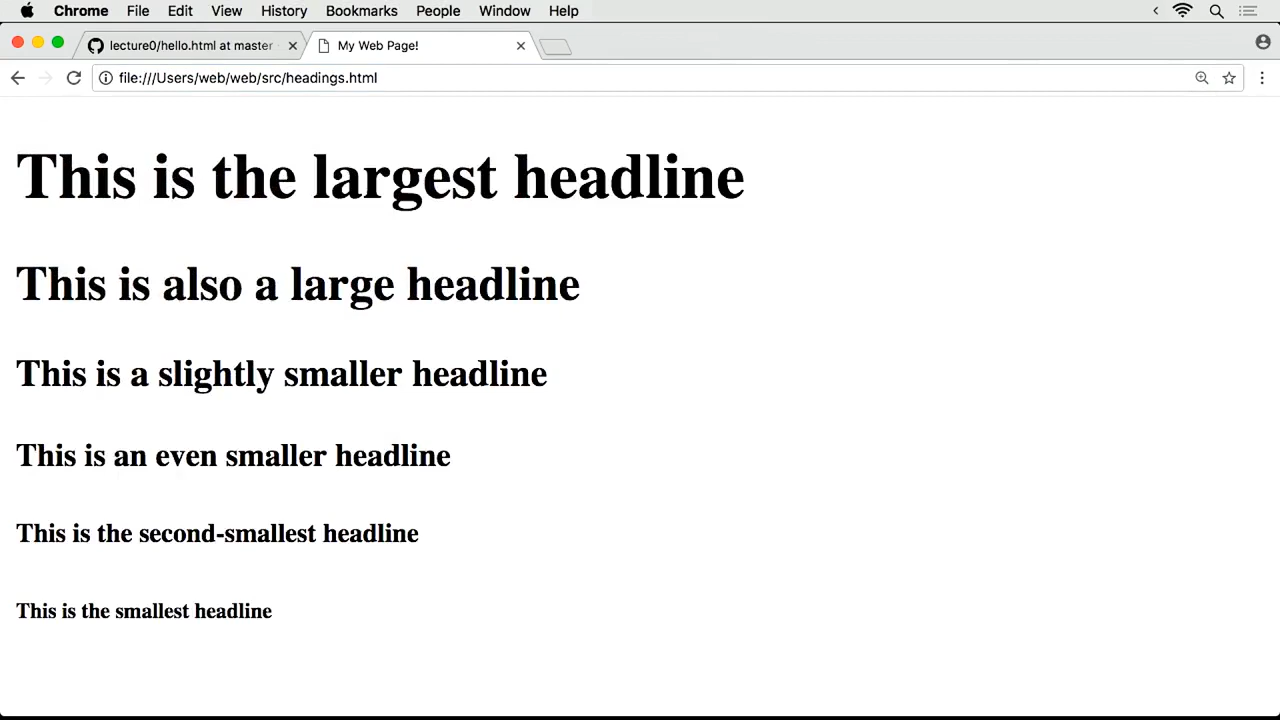 Chrome File Edit View History Bookmarks People Window Help
lecture0/hello.html at master My Web Page!
file:///Users/web/web/src/headings.html
This is the largest headline
This is also a large headline
This is a slightly smaller headline
This is an even smaller headline
This is the second-smallest headline
This is the smallest headline